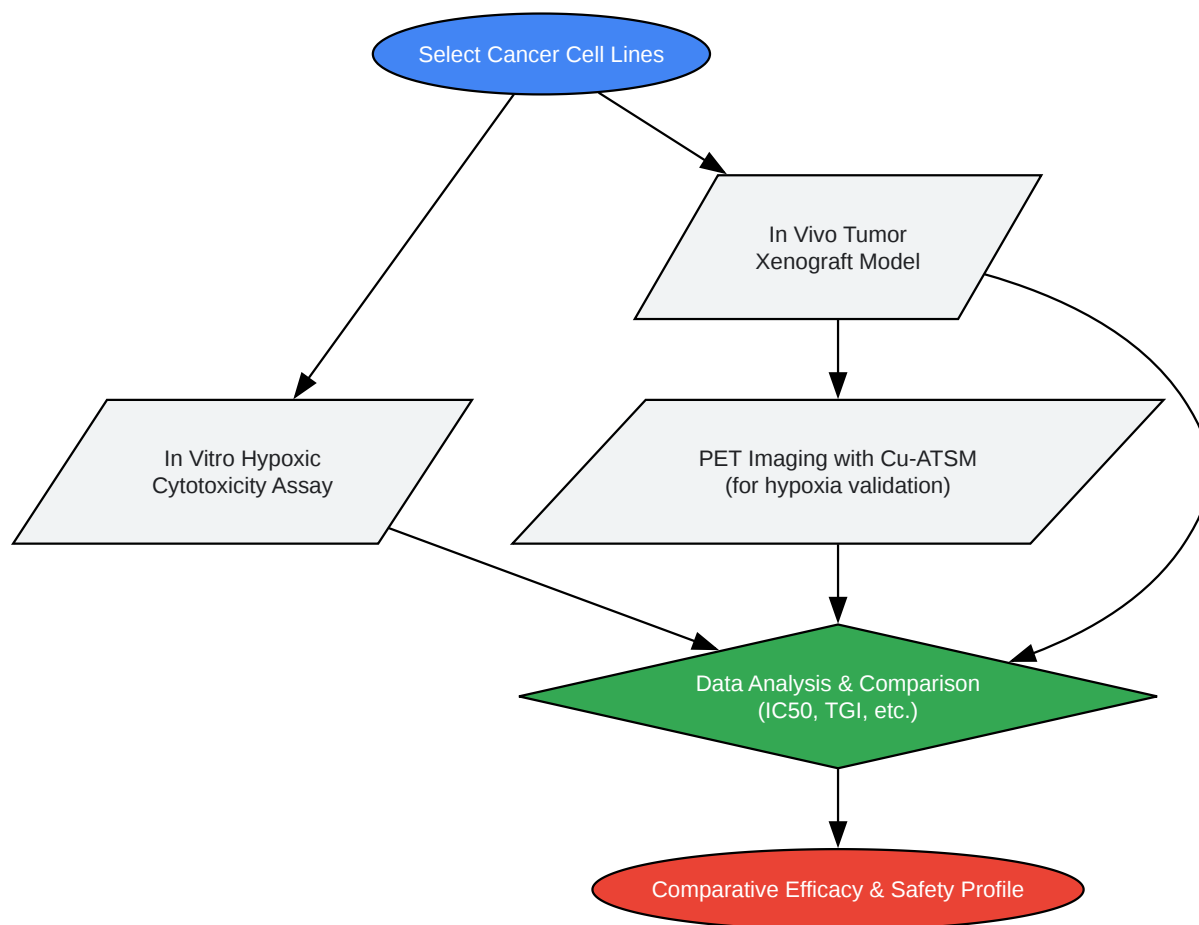 Select Cancer Cell Lines
In Vivo Tumor
Xenograft Model
In Vitro Hypoxic
Cytotoxicity Assay
PET Imaging with Cu-ATSM
(for hypoxia validation)
Data Analysis & Comparison
(IC50, TGI, etc.)
Comparative Efficacy & Safety Profile